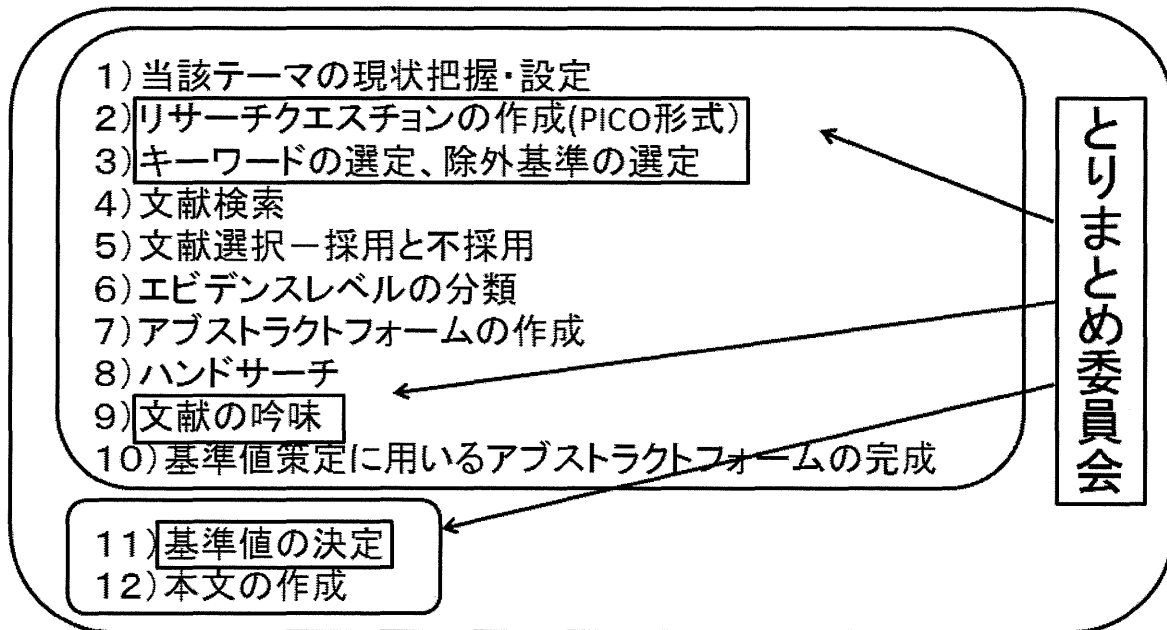 1)当該テーマの現状把握・設定
2)リサーチクエスチョンの作成(PICO形式)
3)キーワードの選定、除外基準の選定
4)文献検索
5)文献選択－採用と不採用
6)エビデンスレベルの分類
7)アブストラクトフォームの作成
8)ハンドサーチ
9)文献の吟味
10)基準値策定に用いるアブストラクトフォームの完成
11)基準値の決定
12)本文の作成
とりまとめ委員会